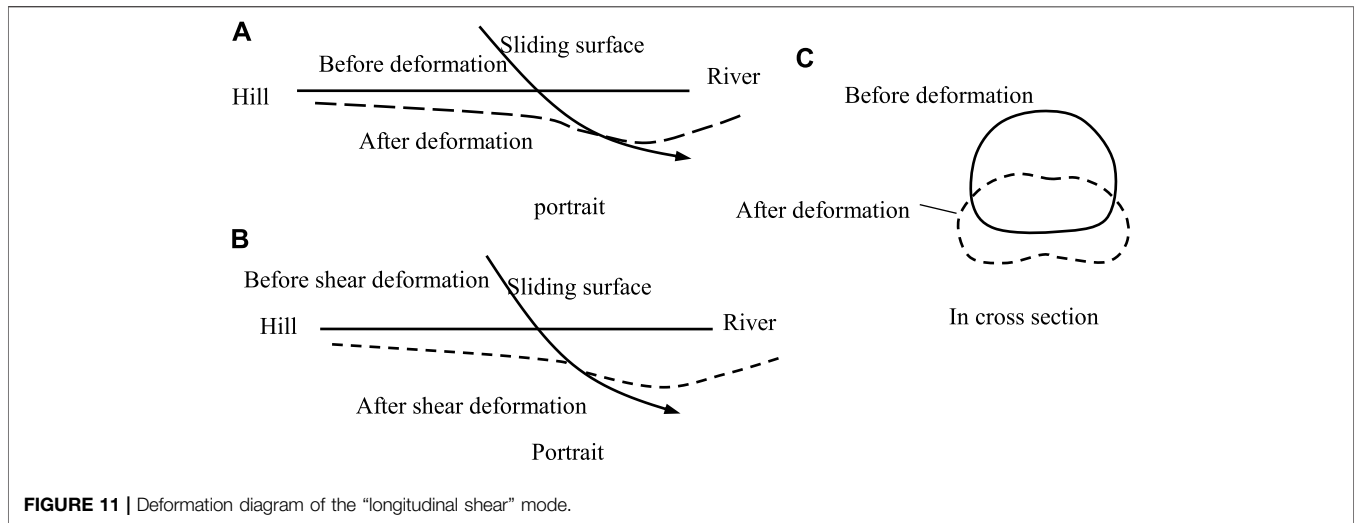 A
Sliding surface
Before deformation
River
Hill
After deformation
portrait
B
Before shear deformation
Sliding surface
Hill
River
After shear deformation
Portrait
C
Before deformation
After deformation
In cross section
FIGURE 11 | Deformation diagram of the “longitudinal shear” mode.